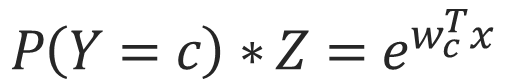 P(Y = c) * Z = e^{w_c^T x}